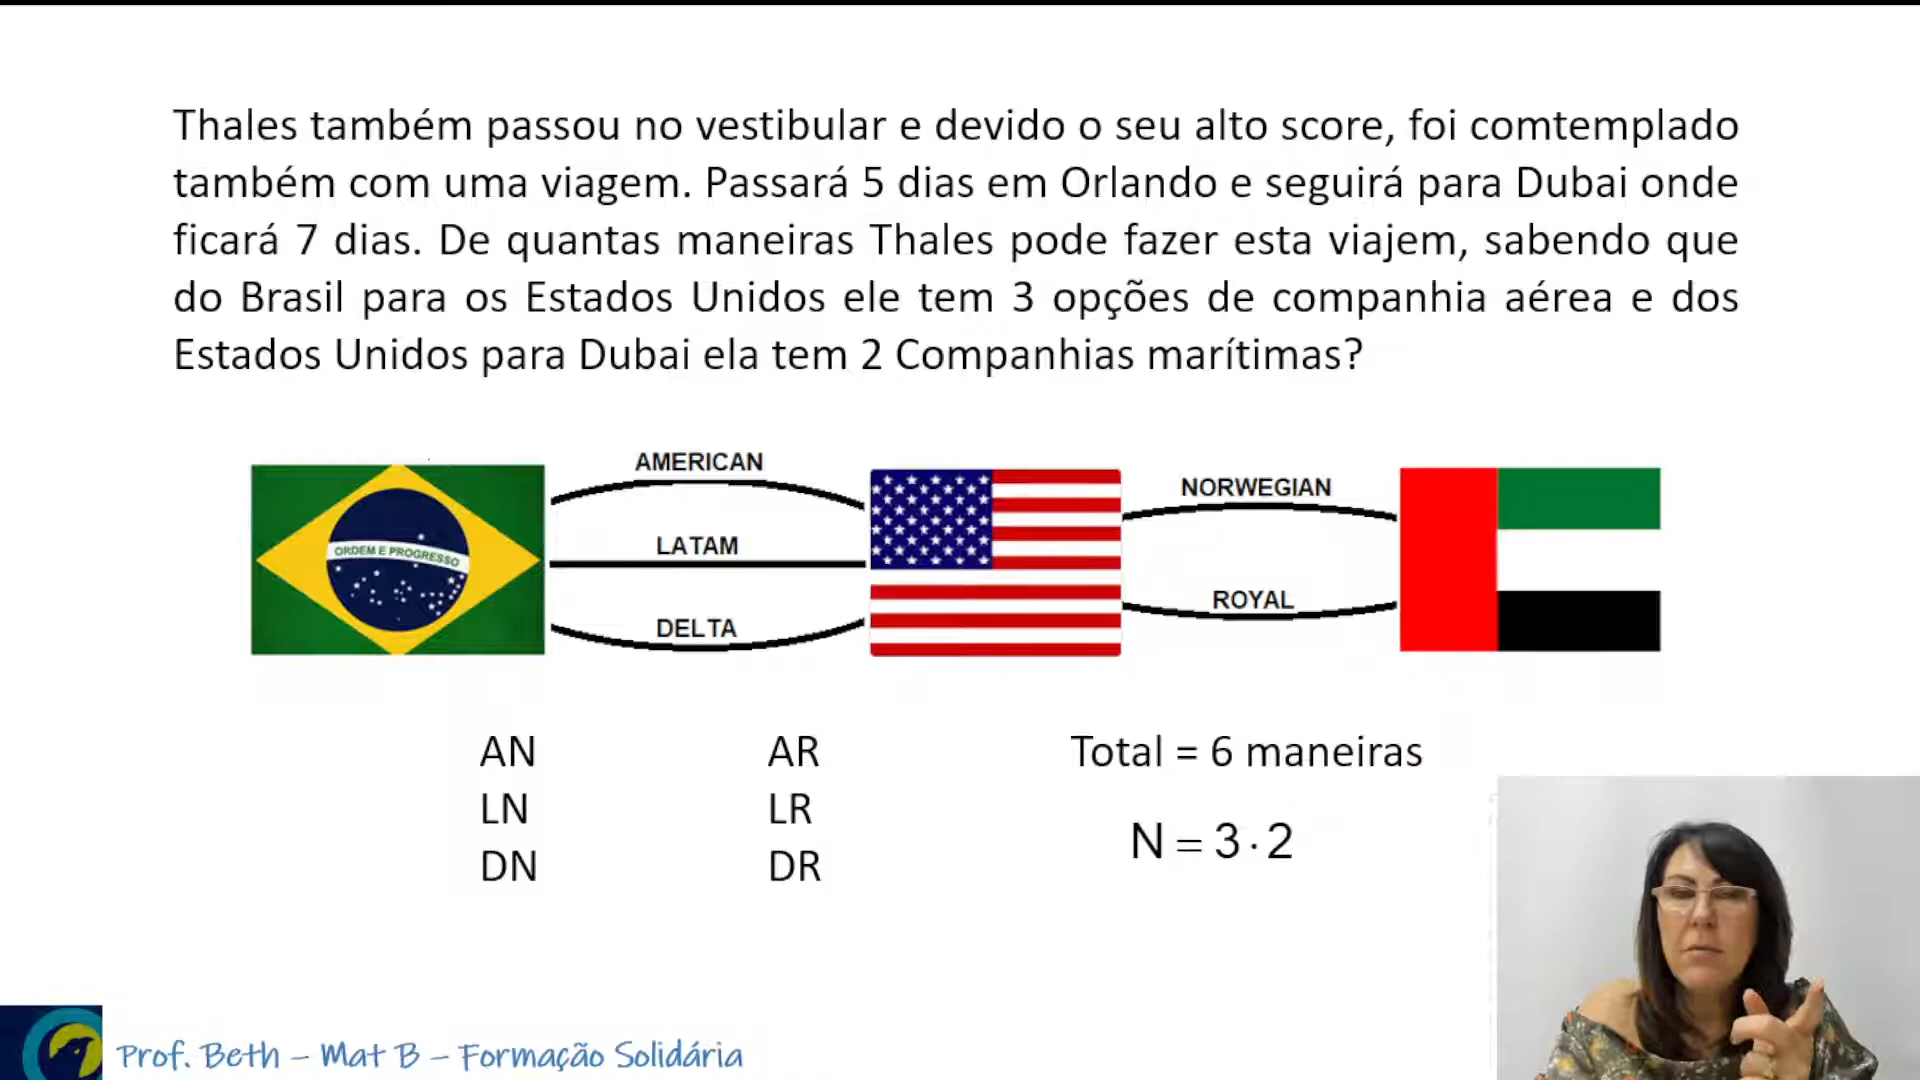 Thales também passou no vestibular e devido o seu alto score, foi comtemplado
também com uma viagem. Passará 5 dias em Orlando e seguirá para Dubai onde
ficará 7 dias. De quantas maneiras Thales pode fazer esta viajem, sabendo que
do Brasil para os Estados Unidos ele tem 3 opções de companhia aérea e dos
Estados Unidos para Dubai ela tem 2 Companhias marítimas?
AMERICAN
NORWEGIAN
LATAM
ORDEM E PROGRESSO
ROYAL
DELTA
AN AR Total = 6 maneiras
LN LR
N = 3 · 2
DN DR
Prof. Beth – Mat B – Formação Solidária